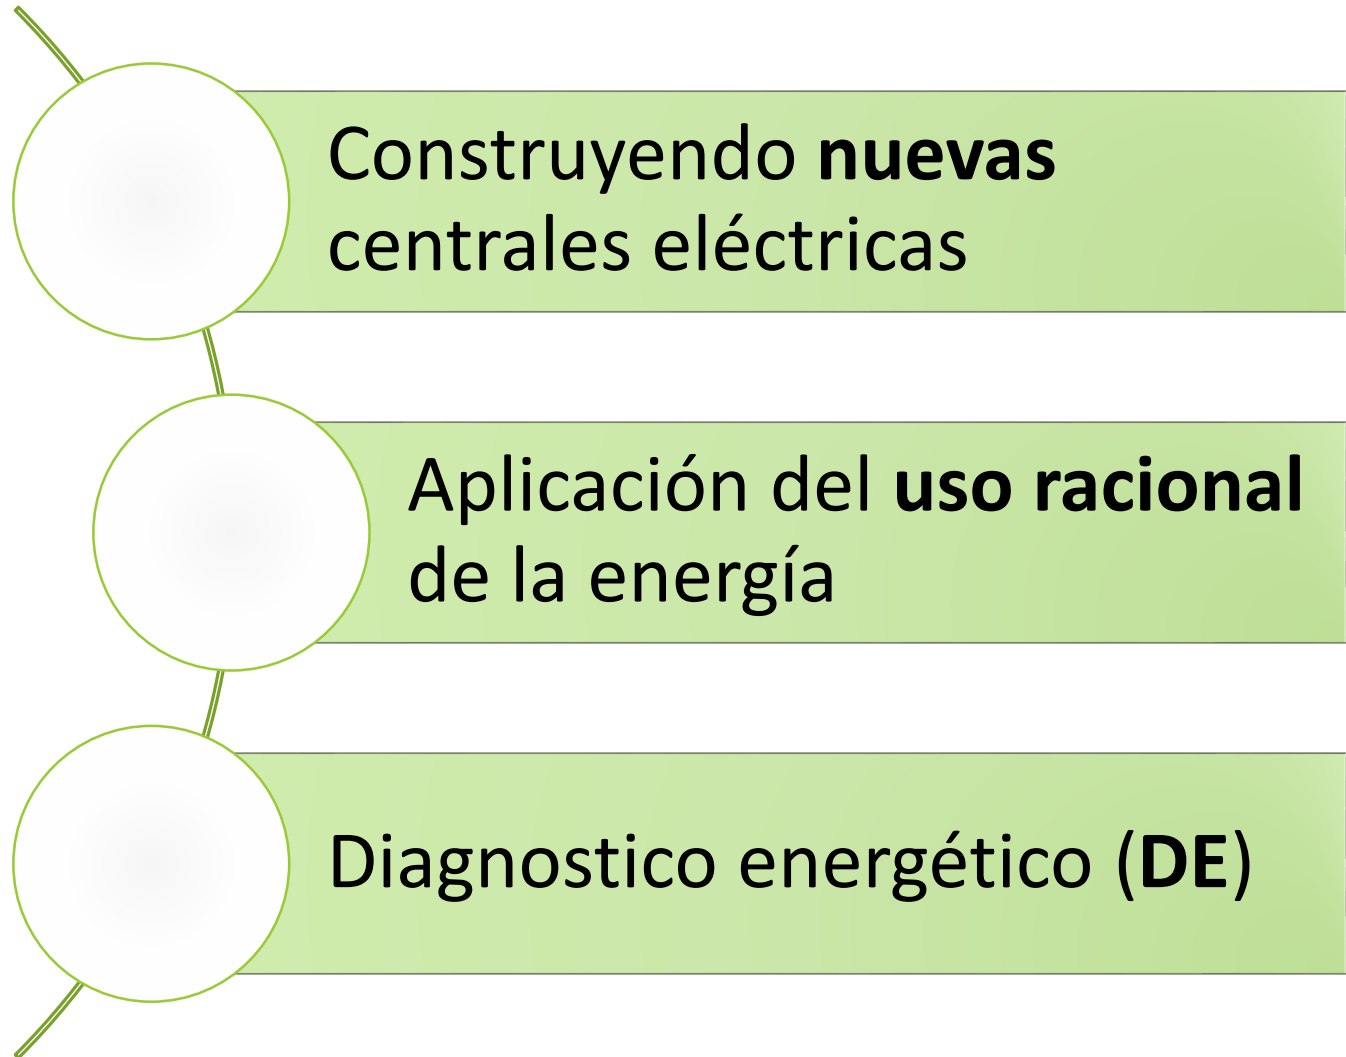 Construyendo nuevas
centrales eléctricas
Aplicación del uso racional
de la energía
Diagnostico energético (DE)